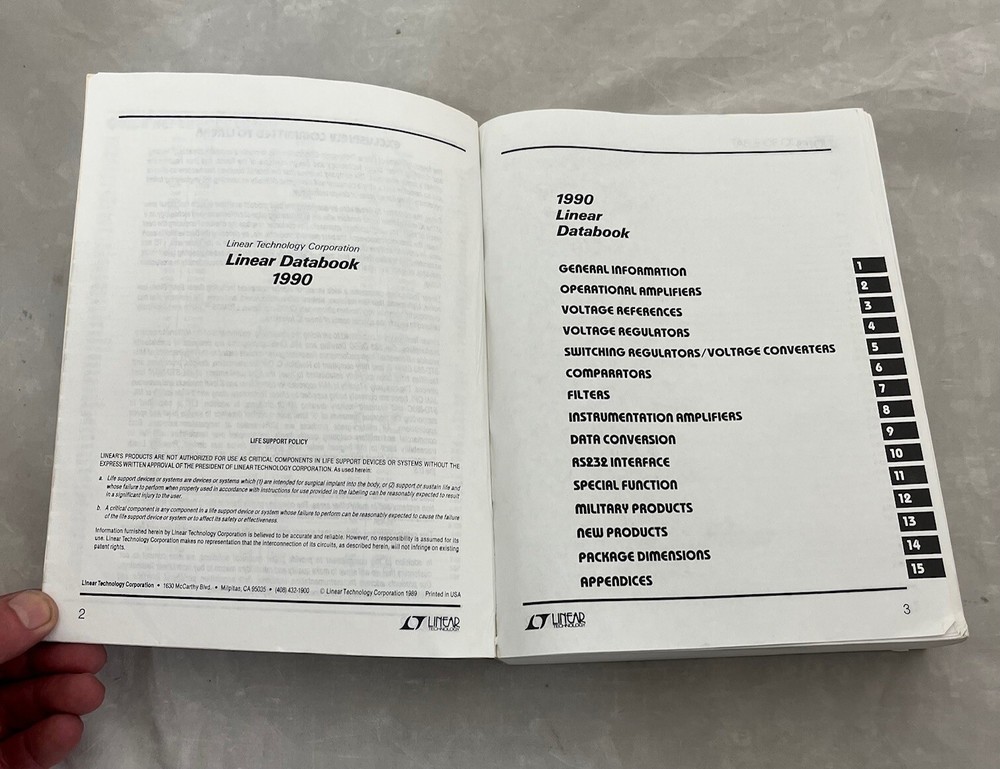 Linear Technology Corporation
Linear Databook
1990
LIFE SUPPORT POLICY
LINEAR'S PRODUCTS ARE NOT AUTHORIZED FOR USE AS CRITICAL COMPONENTS IN LIFE SUPPORT DEVICES OR SYSTEMS WITHOUT THE
EXPRESS WRITTEN APPROVAL OF THE PRESIDENT OF LINEAR TECHNOLOGY CORPORATION. As used herein:
a. Life support devices or systems are devices or systems which (1) are intended for surgical implant into the body, or (2) support or sustain life and
whose failure to perform when properly used in accordance with instructions for use provided in the labeling can be reasonably expected to result
in a significant injury to the user.
b. A critical component is any component in a life support device or system whose failure to perform can be reasonably expected to cause the failure
of the life support device or system or to affect its safety or effectiveness.
Information furnished herein by Linear Technology Corporation is believed to be accurate and reliable. However, no responsibility is assumed for its
use. Linear Technology Corporation makes no representation that the interconnection of its circuits, as described herein, will not infringe on existing
patent rights.
Linear Technology Corporation • 1630 McCarthy Blvd. • Milpitas, CA 95035 • (408) 432-1900 © Linear Technology Corporation 1989 Printed in USA
2
LT LINEAR
TECHNOLOGY
1990
Linear
Databook
GENERAL INFORMATION 1
OPERATIONAL AMPLIFIERS 2
VOLTAGE REFERENCES 3
VOLTAGE REGULATORS 4
SWITCHING REGULATORS/VOLTAGE CONVERTERS 5
COMPARATORS 6
FILTERS 7
INSTRUMENTATION AMPLIFIERS 8
DATA CONVERSION 9
RS232 INTERFACE 10
SPECIAL FUNCTION 11
MILITARY PRODUCTS 12
NEW PRODUCTS 13
PACKAGE DIMENSIONS 14
APPENDICES 15
LT LINEAR
TECHNOLOGY
3